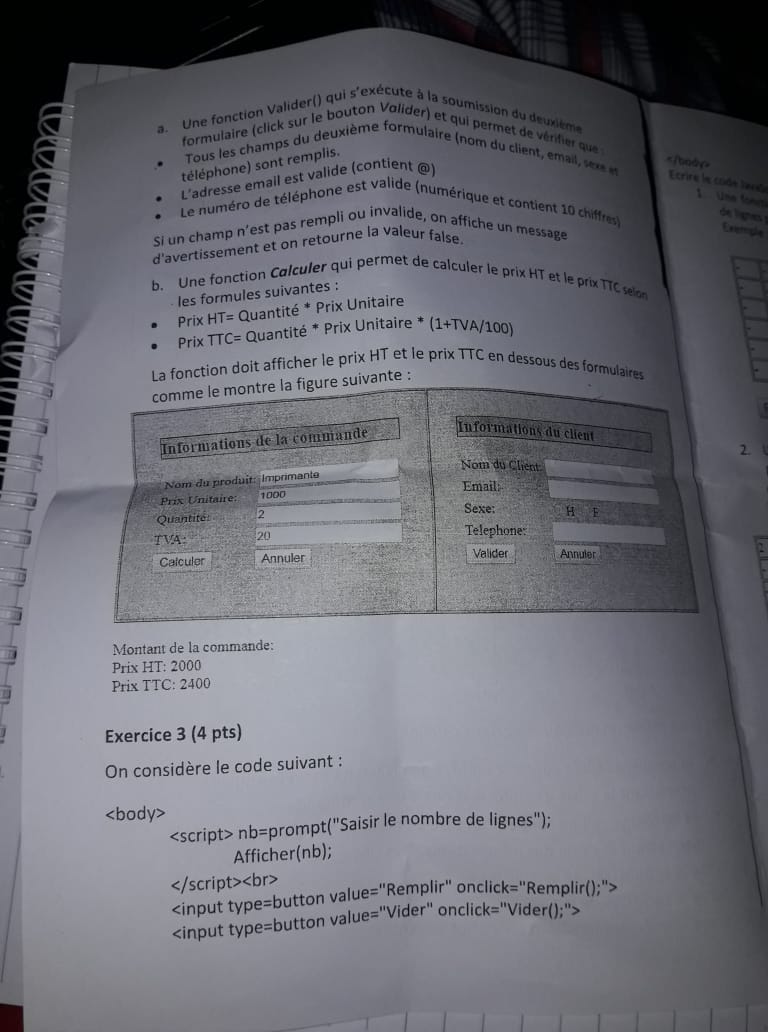 a. Une fonction Valider() qui s'exécute à la soumission du deuxième
formulaire (click sur le bouton Valider) et qui permet de vérifier que :
• Tous les champs du deuxième formulaire (nom du client, email, sexe et
téléphone) sont remplis.
• L'adresse email est valide (contient @)
• Le numéro de téléphone est valide (numérique et contient 10 chiffres)
Si un champ n'est pas rempli ou invalide, on affiche un message
d'avertissement et on retourne la valeur false.
b. Une fonction Calculer qui permet de calculer le prix HT et le prix TTC selon
les formules suivantes :
• Prix HT= Quantité * Prix Unitaire
• Prix TTC= Quantité * Prix Unitaire * (1+TVA/100)
La fonction doit afficher le prix HT et le prix TTC en dessous des formulaires
comme le montre la figure suivante :
Informations de la commande
Nom du produit: Imprimante
Prix Unitaire: 1000
Quantité: 2
TVA: 20
Calculer Annuler
Informations du client
Nom du Client:
Email:
Sexe: H F
Telephone:
Valider Annuler
Montant de la commande:
Prix HT: 2000
Prix TTC: 2400
Exercice 3 (4 pts)
On considère le code suivant :
<body>
<script> nb=prompt("Saisir le nombre de lignes");
Afficher(nb);
</script><br>
<input type=button value="Remplir" onclick="Remplir();">
<input type=button value="Vider" onclick="Vider();">
</body>
Ecrire le code
1. Une
de lignes
Exemple
2.